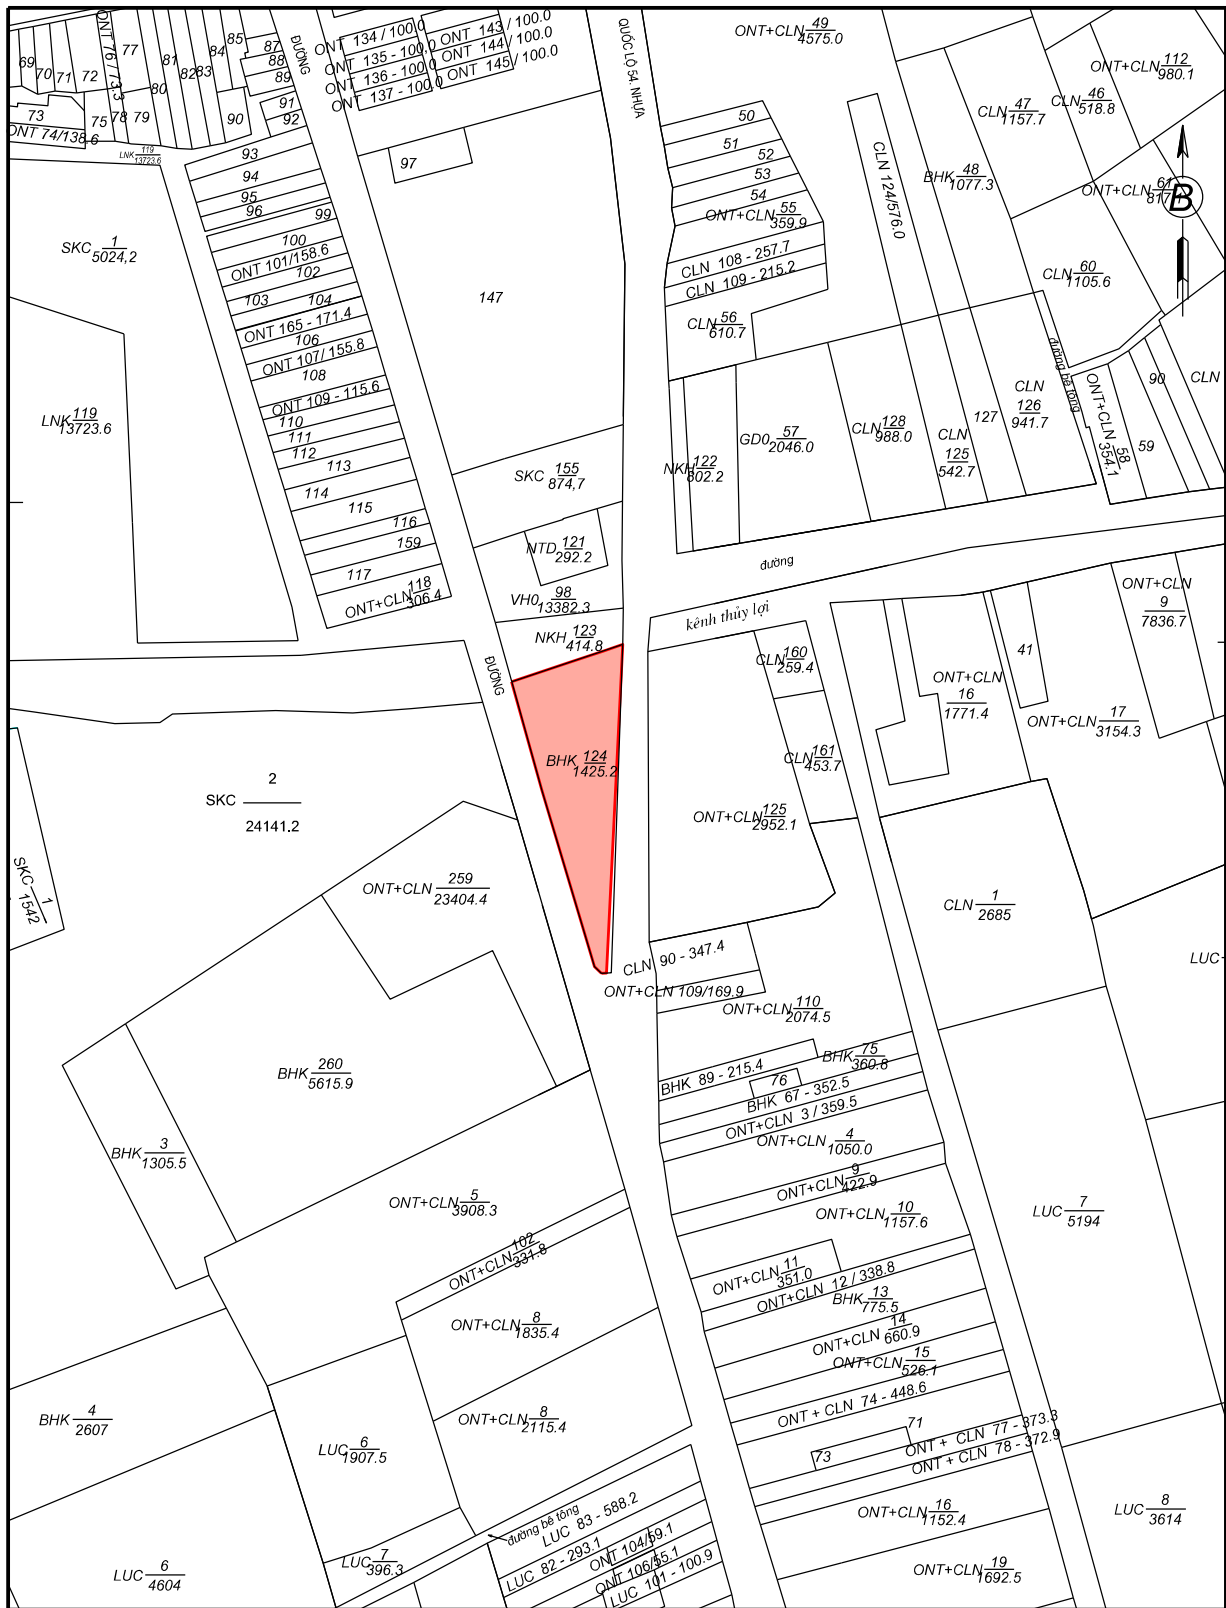 69
70
71
72
ONT 76 / 73.3
77
81
80
82
83
84
85
87
88
89
90
91
92
73
ONT 74/138.6
75
78
79
LNK 119
13723.6
ĐƯỜNG
ONT 134 / 100.0
ONT 135 - 100.0
ONT 136 - 100.0
ONT 137 - 100.0
ONT 143 / 100.0
ONT 144 / 100.0
ONT 145 / 100.0
QUỐC LỘ 54. NHỰA
ONT+CLN 49
4575.0
ONT+CLN 112
980.1
CLN 47
1157.7
CLN 46
518.8
BHK 48
1077.3
ONT+CLN 61
B
CLN 60
1105.6
CLN 124/576.0
50
51
52
53
54
ONT+CLN 55
359.9
CLN 108 - 257.7
CLN 109 - 215.2
CLN 56
610.7
93
94
95
96
97
99
100
ONT 101/158.6
102
103
104
ONT 165 - 171.4
106
ONT 107/ 155.8
108
ONT 109 - 115.6
110
111
112
113
114
115
116
159
117
ONT+CLN 118
306.4
SKC 1
5024,2
LNK 119
13723.6
147
SKC 155
874,7
NTD 121
292.2
VH0 98
13382.3
NKH 123
414.8
NKH 122
802.2
GD0 57
2046.0
CLN 128
988.0
CLN
125
542.7
127
CLN
126
941.7
đường bê tông
ONT+CLN 58
354.1
59
90
CLN
đường
kênh thủy lợi
ĐƯỜNG
BHK 124
1425.2
CLN 160
259.4
CLN 161
453.7
ONT+CLN 125
2952.1
ONT+CLN
16
1771.4
41
ONT+CLN 17
3154.3
ONT+CLN
9
7836.7
SKC 2
24141.2
SKC 1
1542
ONT+CLN 259
23404.4
BHK 260
5615.9
BHK 3
1305.5
CLN 1
2685
LUC
CLN 90 - 347.4
ONT+CLN 109/169.9
ONT+CLN 110
2074.5
BHK 75
360.8
BHK 89 - 215.4
76
BHK 67 - 352.5
ONT+CLN 3 / 359.5
ONT+CLN 4
1050.0
ONT+CLN 9
422.9
ONT+CLN 10
1157.6
ONT+CLN 11
351.0
ONT+CLN 12 / 338.8
BHK 13
775.5
ONT+CLN 14
660.9
ONT+CLN 15
526.1
ONT + CLN 74 - 448.6
71
73
ONT + CLN 77 - 373.3
ONT + CLN 78 - 372.9
ONT+CLN 16
1152.4
ONT+CLN 19
1692.5
LUC 7
5194
LUC 8
3614
ONT+CLN 5
3908.3
ONT+CLN 102
331.8
ONT+CLN 8
1835.4
ONT+CLN 8
2115.4
BHK 4
2607
LUC 6
1907.5
LUC 7
396.3
LUC 6
4604
đường bê tông
LUC 83 - 588.2
LUC 82 - 293.1
ONT 104/59.1
ONT 106/55.1
LUC 101 - 100.9